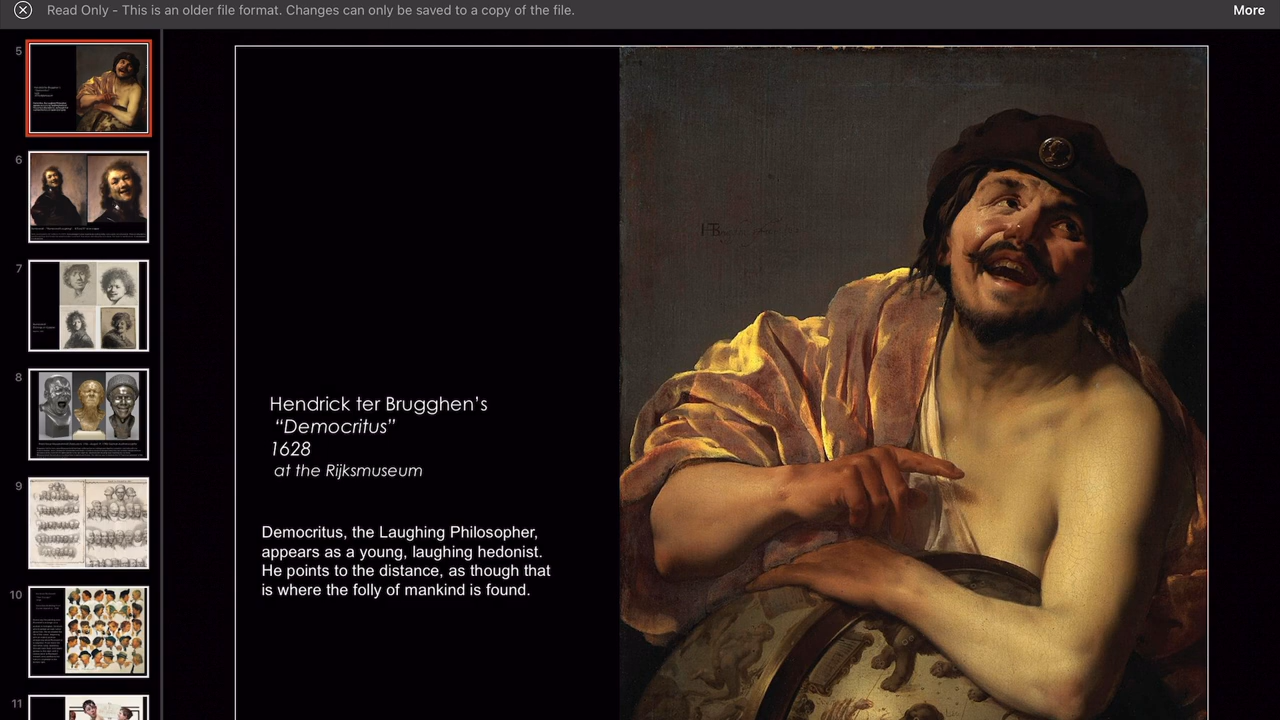 Read Only - This is an older file format. Changes can only be saved to a copy of the file.
More
5
6
7
8
9
10
11
Hendrick ter Brugghen’s
“Democritus”
1628
at the Rijksmuseum
Democritus, the Laughing Philosopher,
appears as a young, laughing hedonist.
He points to the distance, as though that
is where the folly of mankind is found.